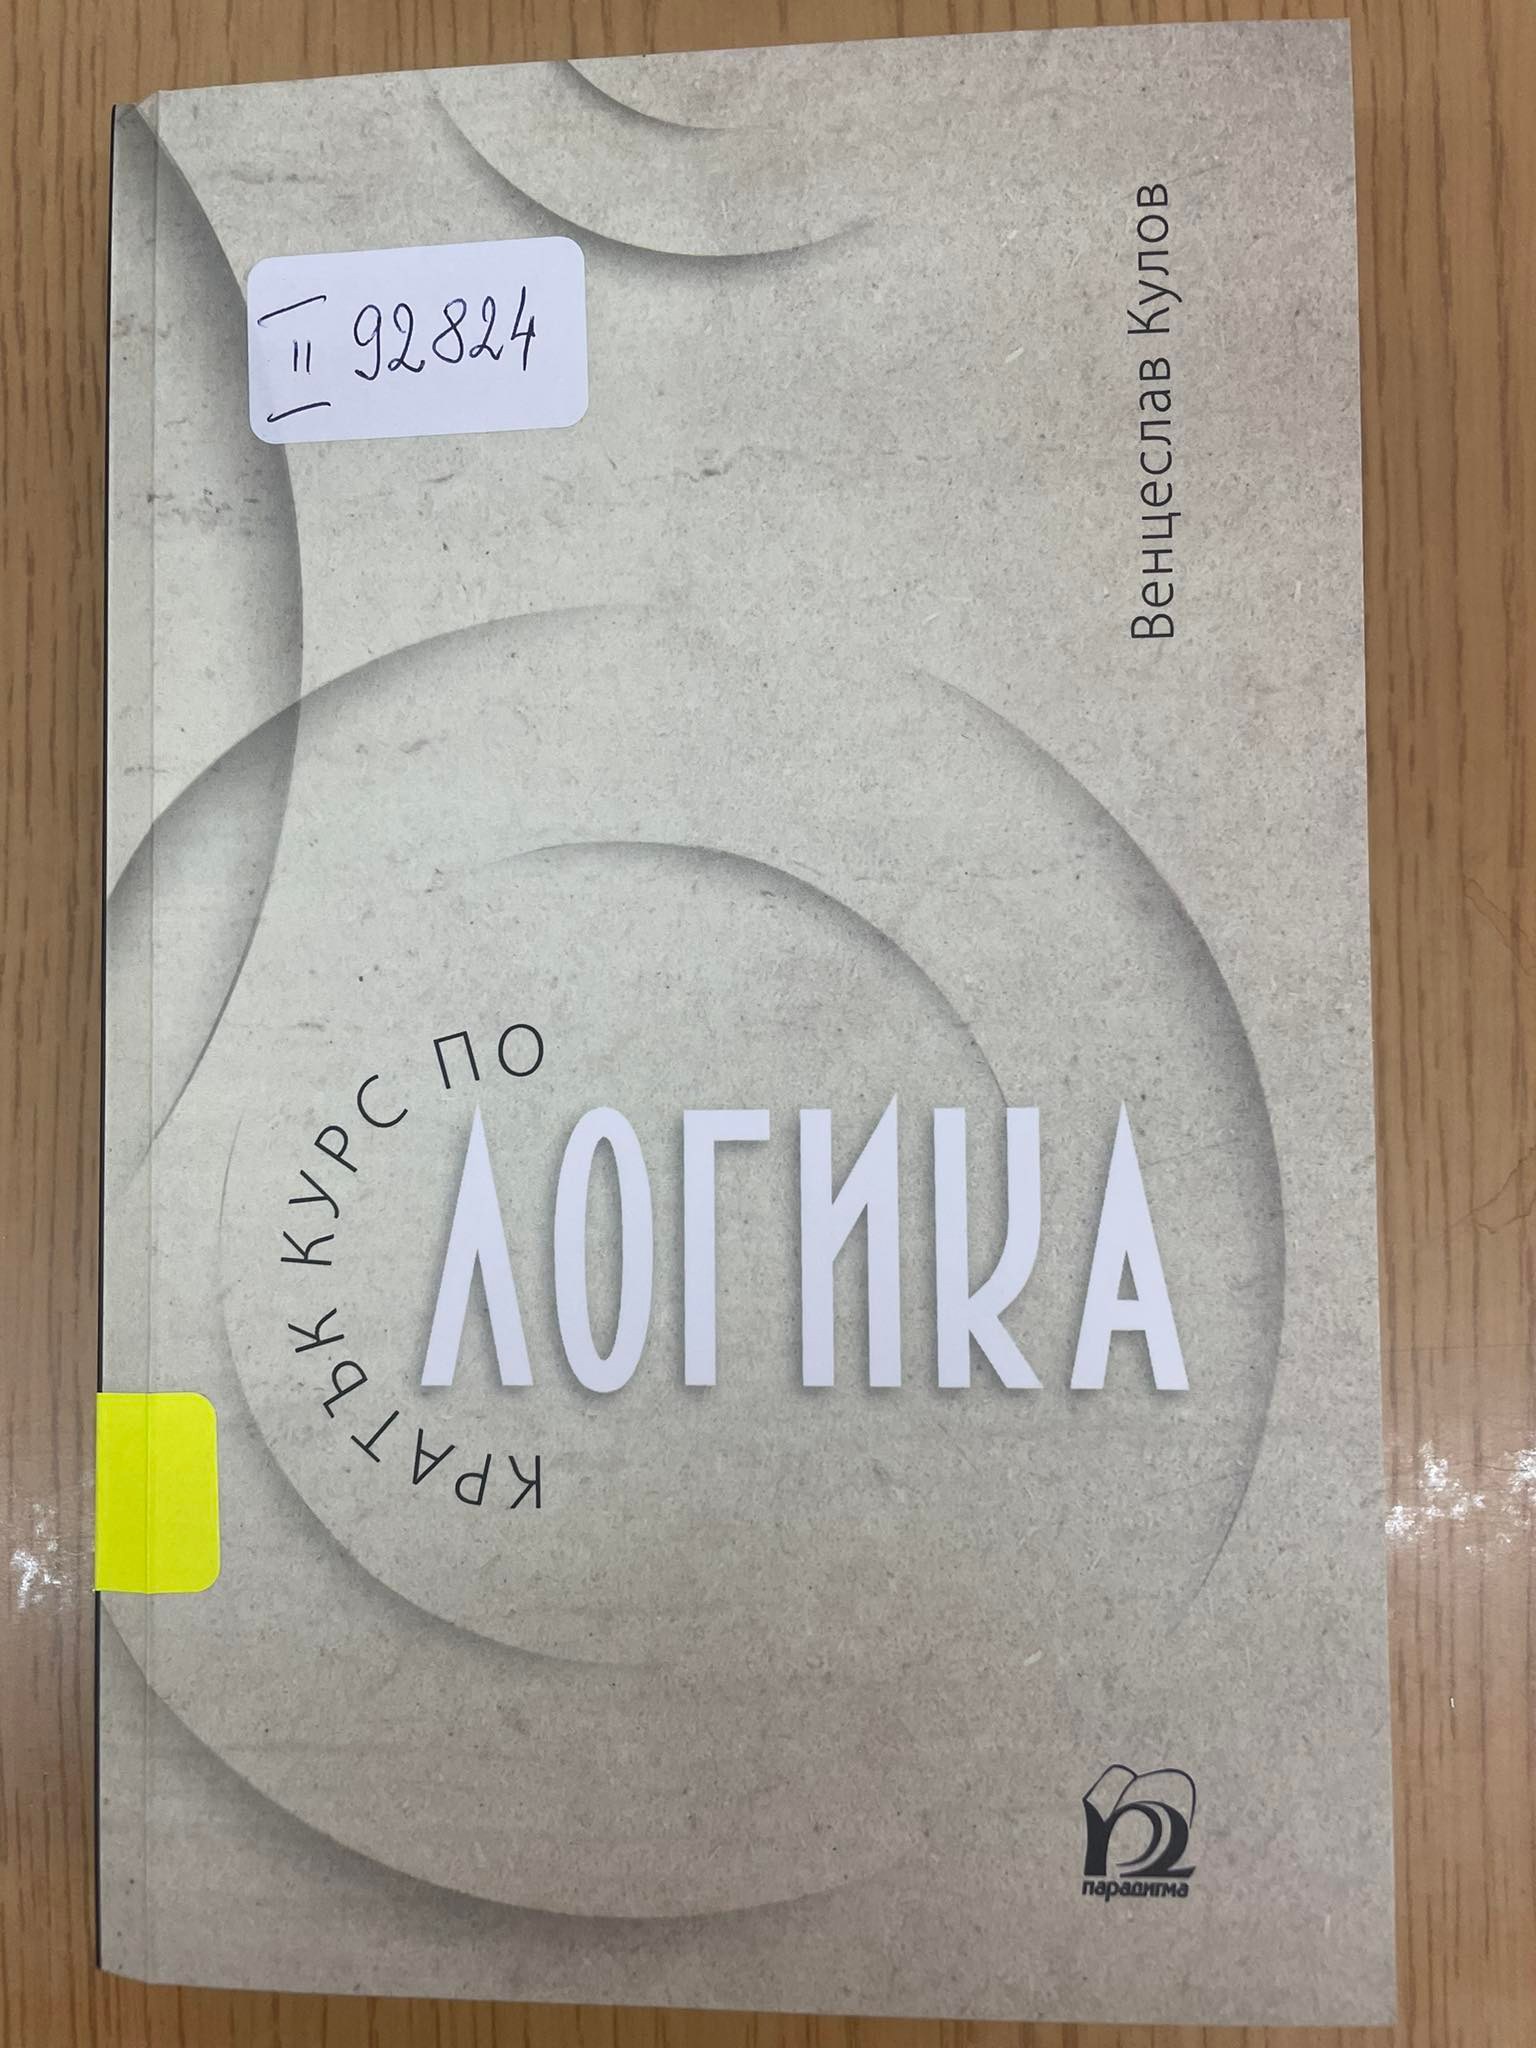 II 92824
Венцеслав Кулов
КРАТЪК КУРС ПО
ЛОГИКА
парадигма